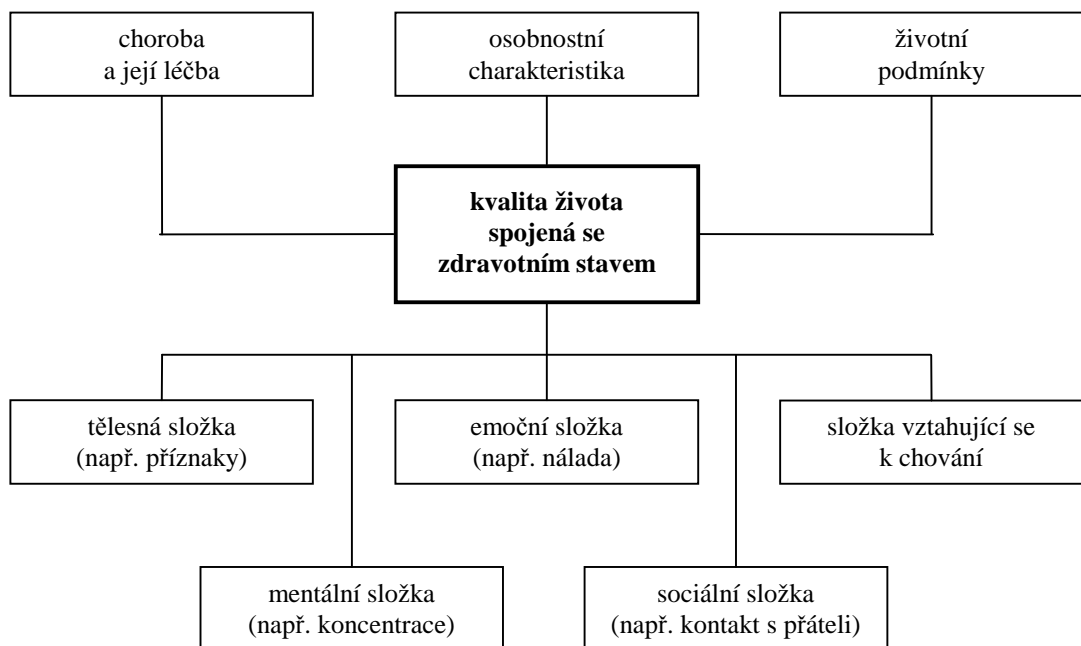 choroba
a její léčba
osobnostní
charakteristika
životní
podmínky
kvalita života
spojená se
zdravotním stavem
tělesná složka
(např. příznaky)
emoční složka
(např. nálada)
složka vztahující se
k chování
mentální složka
(např. koncentrace)
sociální složka
(např. kontakt s přáteli)